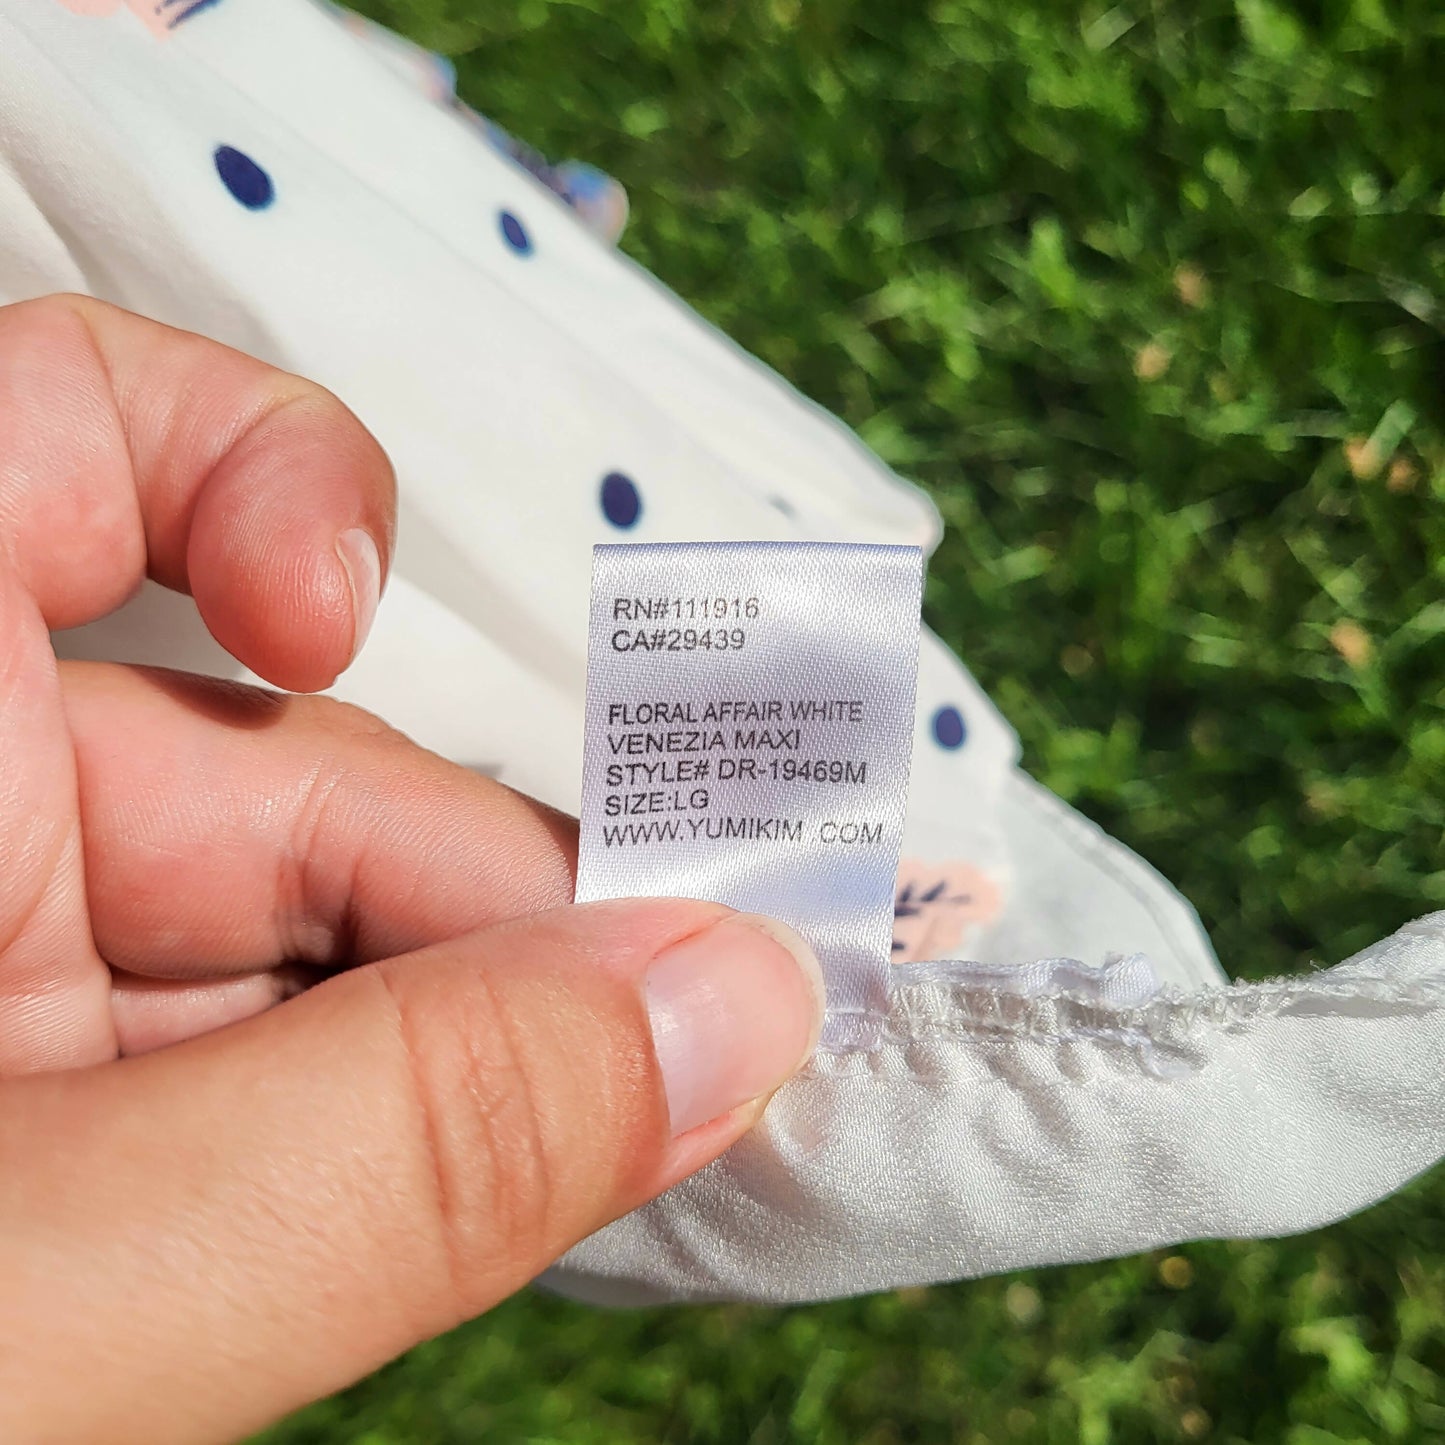 RN#111916
CA#29439
FLORAL AFFAIR WHITE
VENEZIA MAXI
STYLE# DR-19469M
SIZE:LG
WWW.YUMIKIM.COM